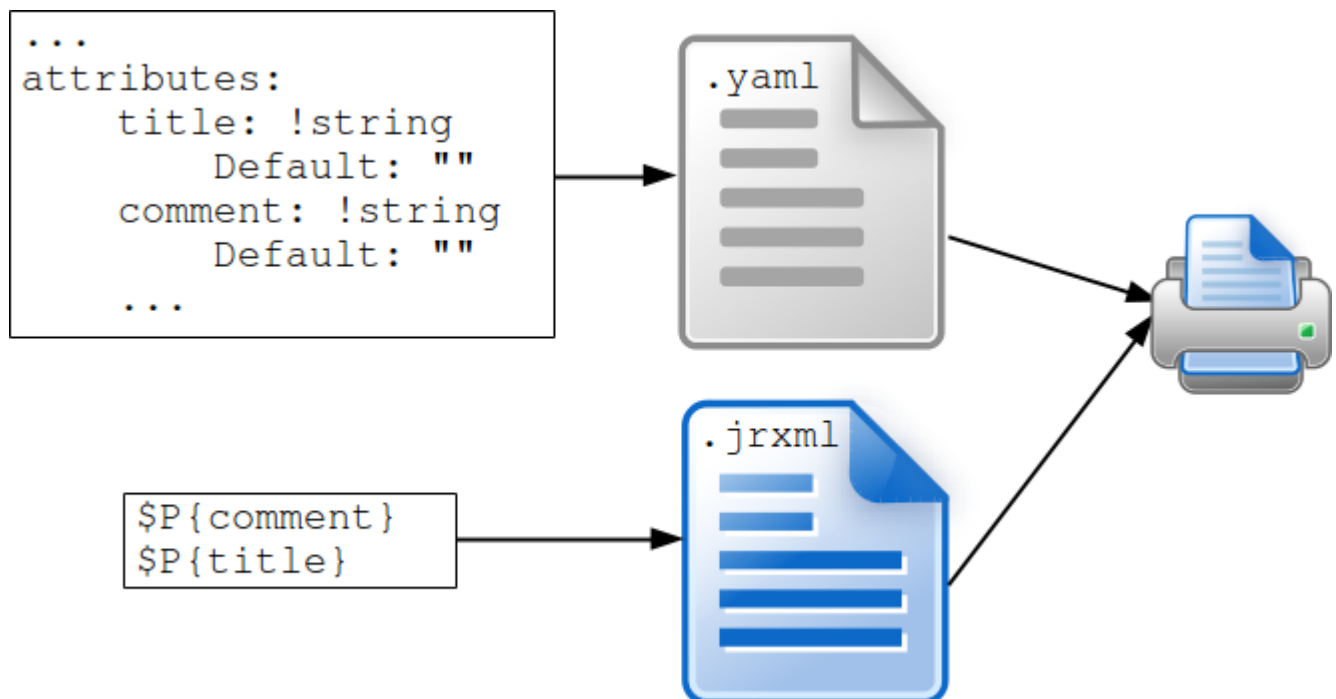 ...
attributes:
    title: !string
        Default: ""
    comment: !string
        Default: ""
    ...
.yaml
$P{comment}
$P{title}
.jrxml